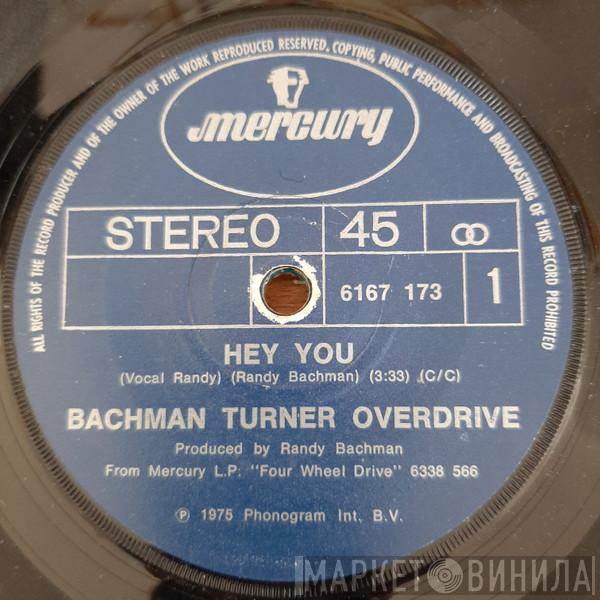 ALL RIGHTS OF THE RECORD PRODUCER AND OF THE OWNER OF THE WORK REPRODUCED RESERVED. COPYING, PUBLIC PERFORMANCE AND BROADCASTING OF THIS RECORD PROHIBITED
mercury
STEREO 45 ꝏ
6167 173 1
HEY YOU
(Vocal Randy) (Randy Bachman) (3:33) (C/C)
BACHMAN TURNER OVERDRIVE
Produced by Randy Bachman
From Mercury L.P: "Four Wheel Drive" 6338 566
℗ 1975 Phonogram Int. B.V.
МАРКЕТ ВИНИЛА